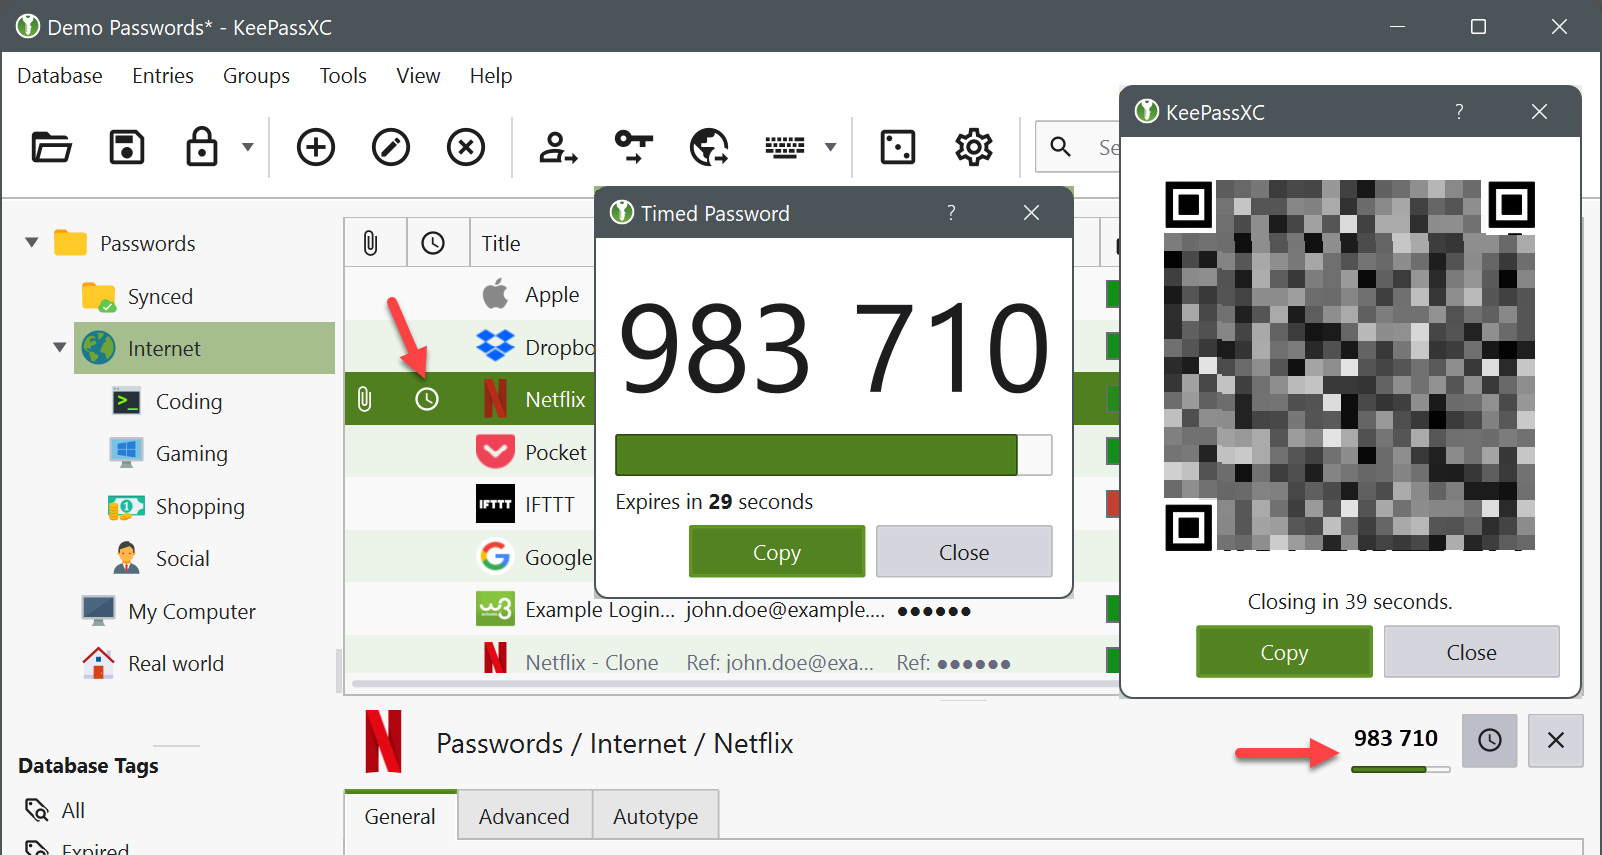 Demo Passwords* - KeePassXC
Database Entries Groups Tools View Help
KeePassXC ?
Se
Timed Password ?
Passwords
Synced
Internet
Coding
Gaming
Shopping
Social
My Computer
Real world
Title
Apple
Dropbo
Netflix
Pocket
IFTTT IFTTT
Google
w3 Example Login... john.doe@example.... ●●●●●●
Netflix - Clone Ref: john.doe@exa... Ref: ●●●●●●
983 710
Expires in 29 seconds
Copy Close
Closing in 39 seconds.
Copy Close
Database Tags
All
Expired
Passwords / Internet / Netflix
983 710
General Advanced Autotype